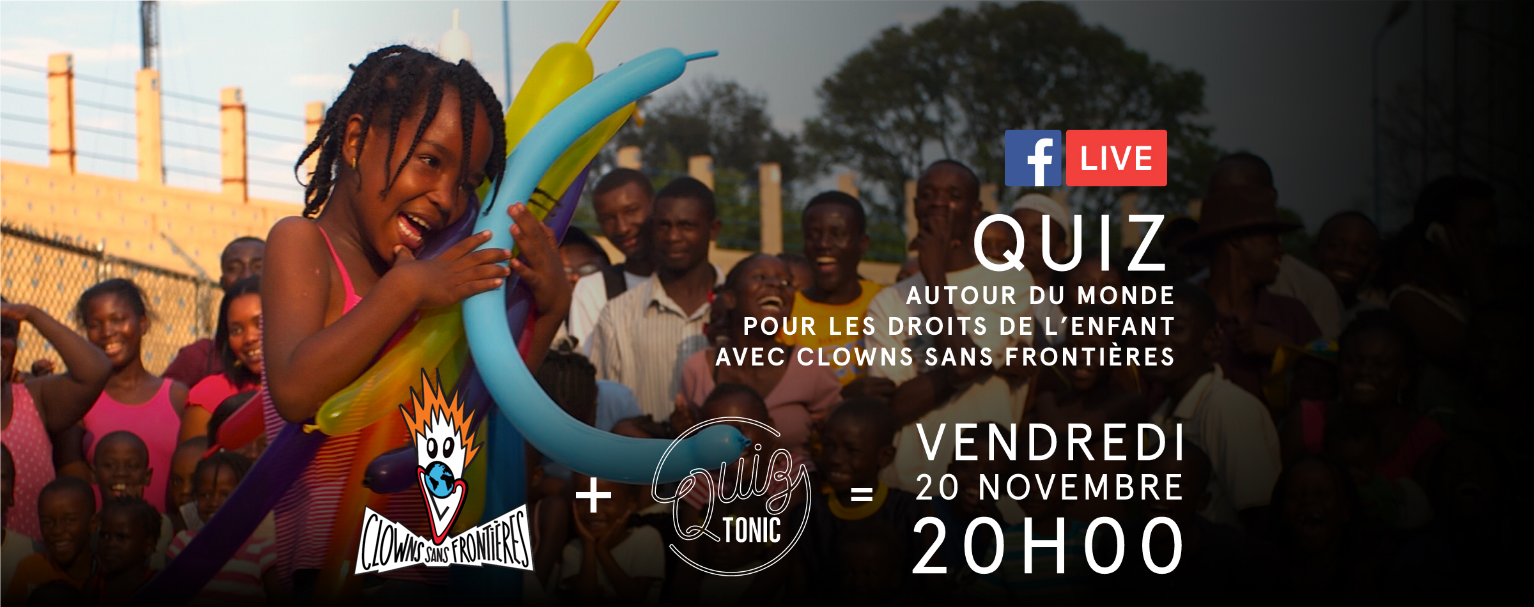 f LIVE
QUIZ
AUTOUR DU MONDE
POUR LES DROITS DE L'ENFANT
AVEC CLOWNS SANS FRONTIÈRES
CLOWNS SANS FRONTIÈRES
+
Quiz
TONIC
=
VENDREDI
20 NOVEMBRE
20H00